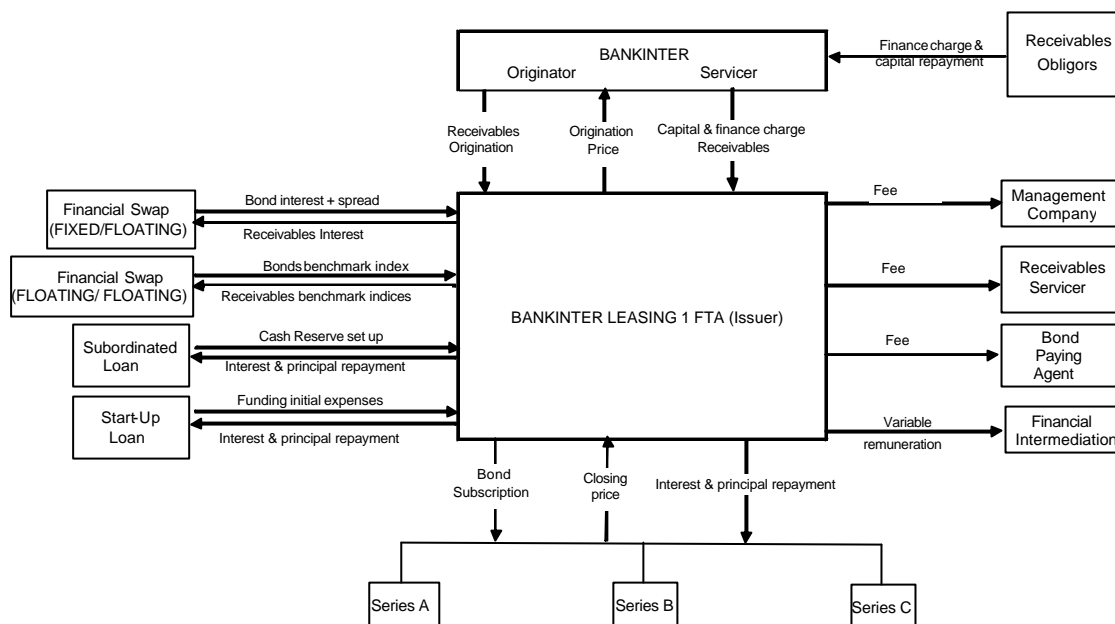 BANKINTER
Originator Servicer
Finance charge &
capital repayment
Receivables
Obligors
Receivables
Origination
Origination
Price
Capital & finance charge
Receivables
Financial Swap
(FIXED/FLOATING)
Bond interest + spread
Receivables Interest
Financial Swap
(FLOATING/ FLOATING)
Bonds benchmark index
Receivables benchmark indices
Subordinated
Loan
Cash Reserve set up
Interest & principal repayment
Start-Up
Loan
Funding initial expenses
Interest & principal repayment
BANKINTER LEASING 1 FTA (Issuer)
Fee
Management
Company
Fee
Receivables
Servicer
Fee
Bond
Paying
Agent
Variable
remuneration
Financial
Intermediation
Bond
Subscription
Closing
price
Interest & principal repayment
Series A
Series B
Series C